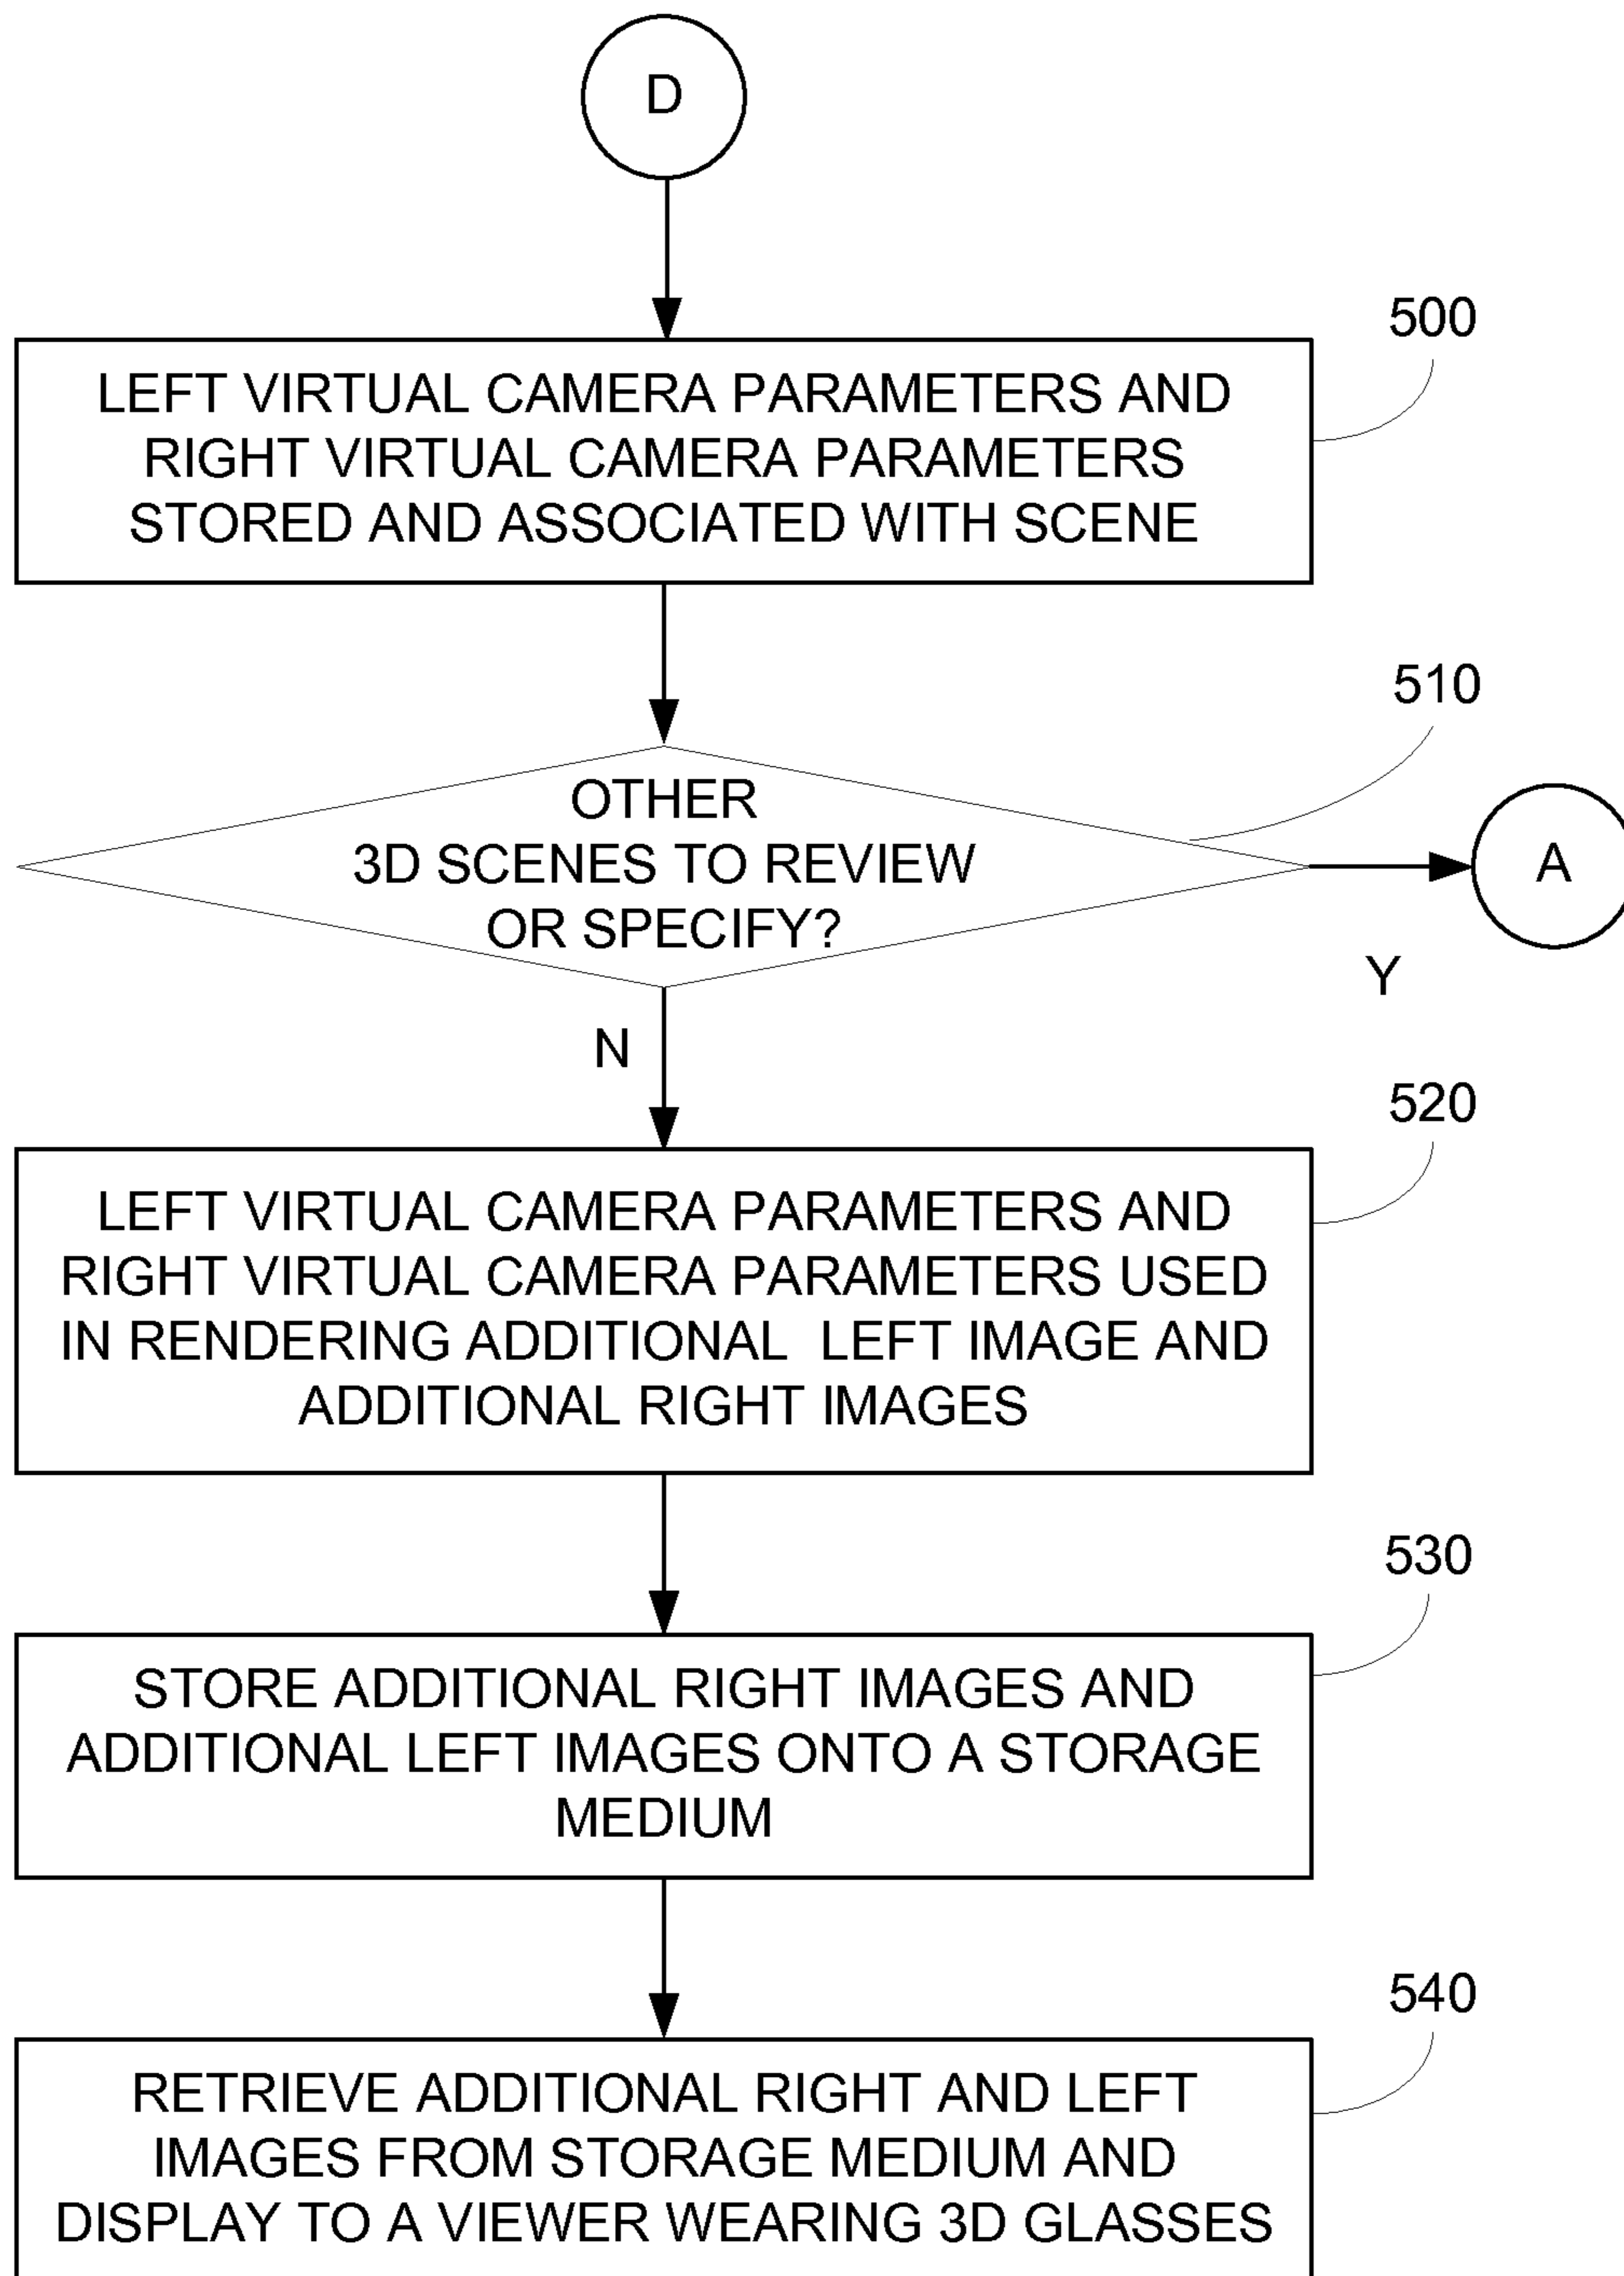 D
500
LEFT VIRTUAL CAMERA PARAMETERS AND
RIGHT VIRTUAL CAMERA PARAMETERS
STORED AND ASSOCIATED WITH SCENE
510
OTHER
3D SCENES TO REVIEW
OR SPECIFY?
A
Y
N
520
LEFT VIRTUAL CAMERA PARAMETERS AND
RIGHT VIRTUAL CAMERA PARAMETERS USED
IN RENDERING ADDITIONAL LEFT IMAGE AND
ADDITIONAL RIGHT IMAGES
530
STORE ADDITIONAL RIGHT IMAGES AND
ADDITIONAL LEFT IMAGES ONTO A STORAGE
MEDIUM
540
RETRIEVE ADDITIONAL RIGHT AND LEFT
IMAGES FROM STORAGE MEDIUM AND
DISPLAY TO A VIEWER WEARING 3D GLASSES